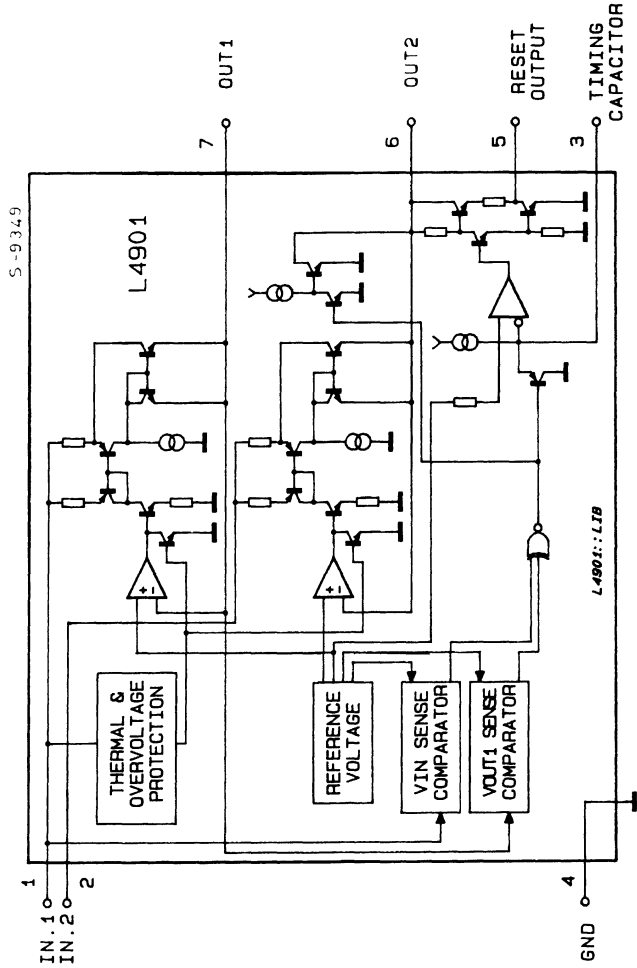 S-9349
L4901
1
IN.1
IN.2
2
THERMAL &
OVERVOLTAGE
PROTECTION
+
-
7
OUT1
REFERENCE
VOLTAGE
+
-
6
OUT2
VIN SENSE
COMPARATOR
VOUT1 SENSE
COMPARATOR
5
RESET
OUTPUT
3
TIMING
CAPACITOR
L4901::LIB
4
GND